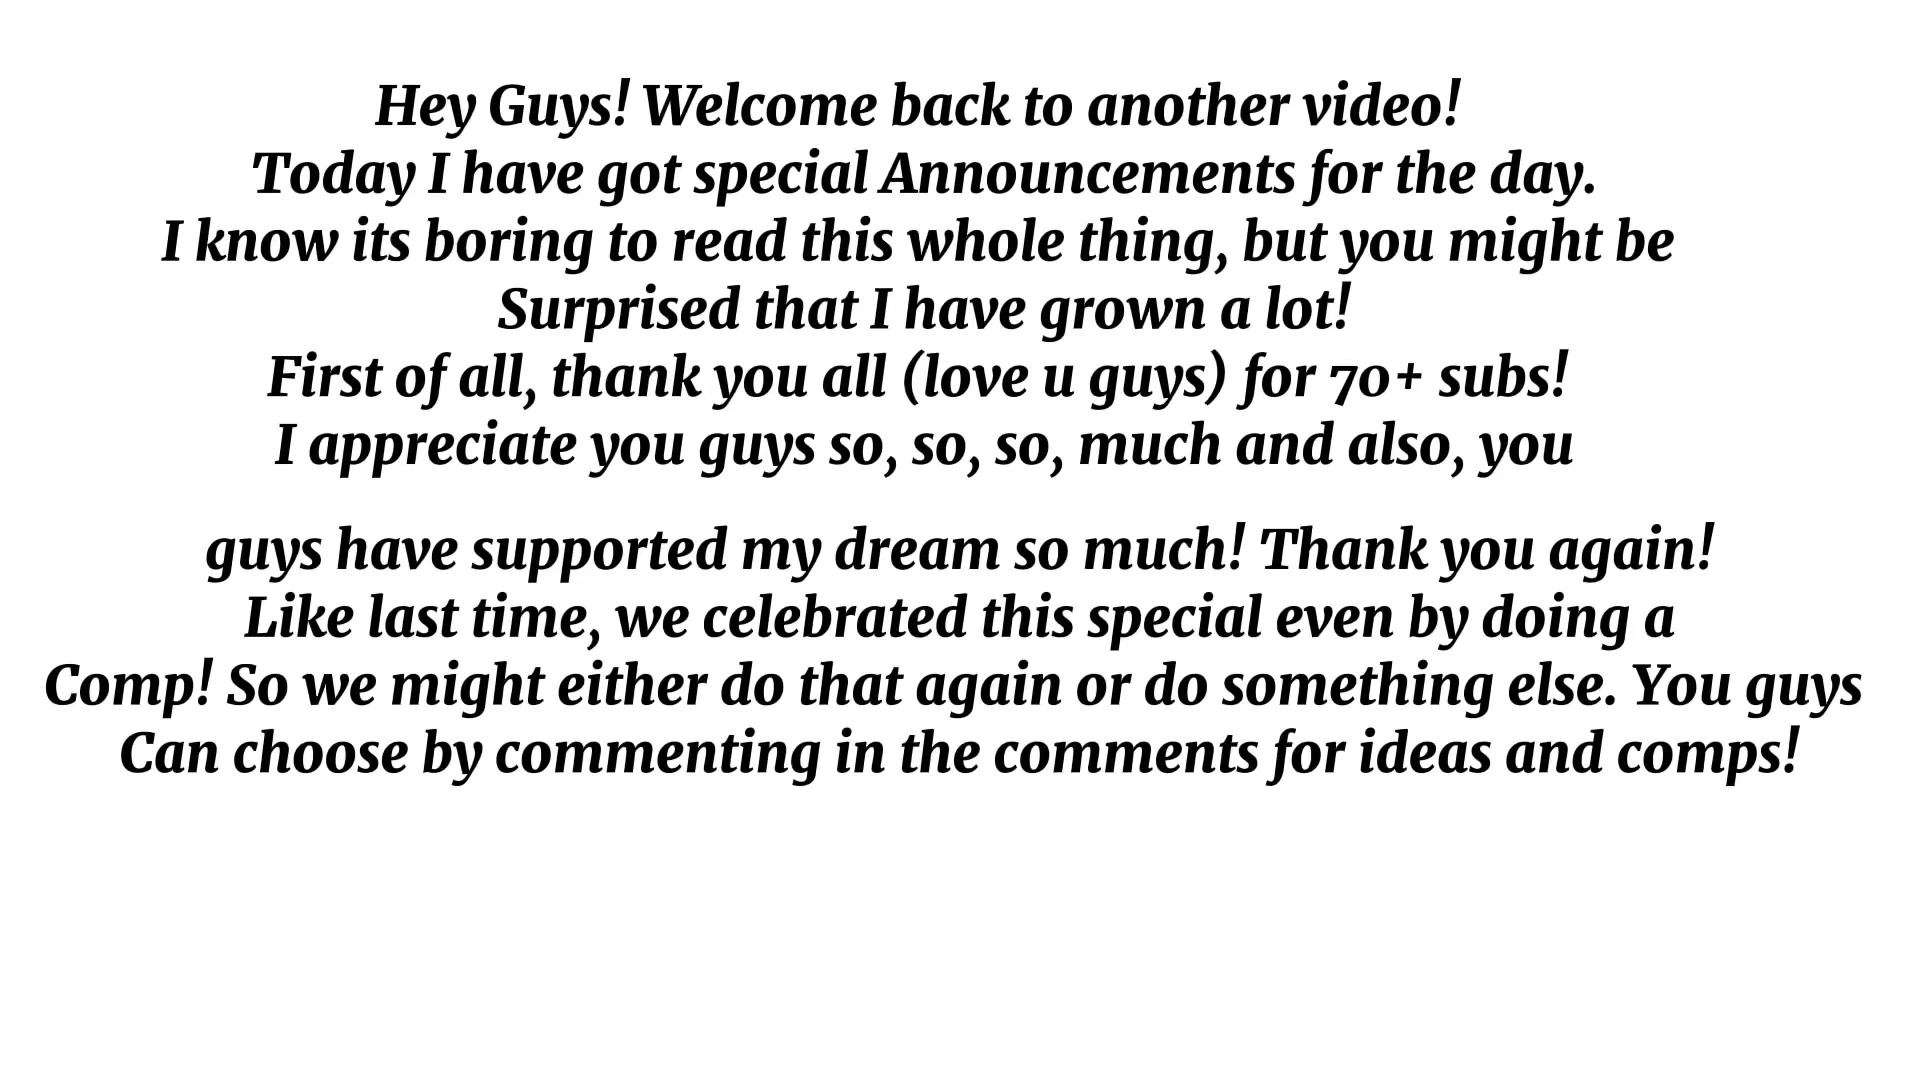 Hey Guys! Welcome back to another video!
Today I have got special Announcements for the day.
I know its boring to read this whole thing, but you might be
Surprised that I have grown a lot!
First of all, thank you all (love u guys) for 70+ subs!
I appreciate you guys so, so, so, much and also, you
guys have supported my dream so much! Thank you again!
Like last time, we celebrated this special even by doing a
Comp! So we might either do that again or do something else. You guys
Can choose by commenting in the comments for ideas and comps!